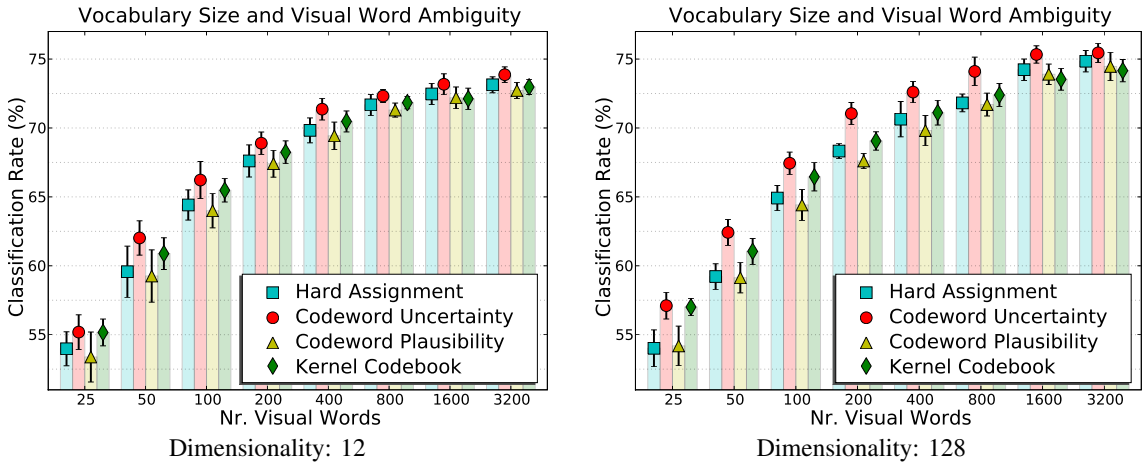 Vocabulary Size and Visual Word Ambiguity
Classification Rate (%)
75
70
65
60
55
Hard Assignment
Codeword Uncertainty
Codeword Plausibility
Kernel Codebook
25 50 100 200 400 800 1600 3200
Nr. Visual Words
Dimensionality: 12
Vocabulary Size and Visual Word Ambiguity
Classification Rate (%)
75
70
65
60
55
Hard Assignment
Codeword Uncertainty
Codeword Plausibility
Kernel Codebook
25 50 100 200 400 800 1600 3200
Nr. Visual Words
Dimensionality: 128